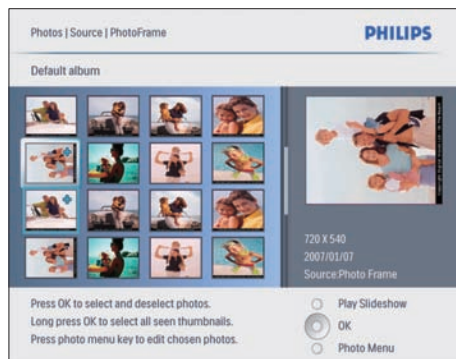 Photos | Source | PhotoFrame
PHILIPS
Default album
720 X 540
2007/01/07
Source:Photo Frame
Press OK to select and deselect photos.
Long press OK to select all seen thumbnails.
Press photo menu key to edit chosen photos.
Play Slideshow
OK
Photo Menu